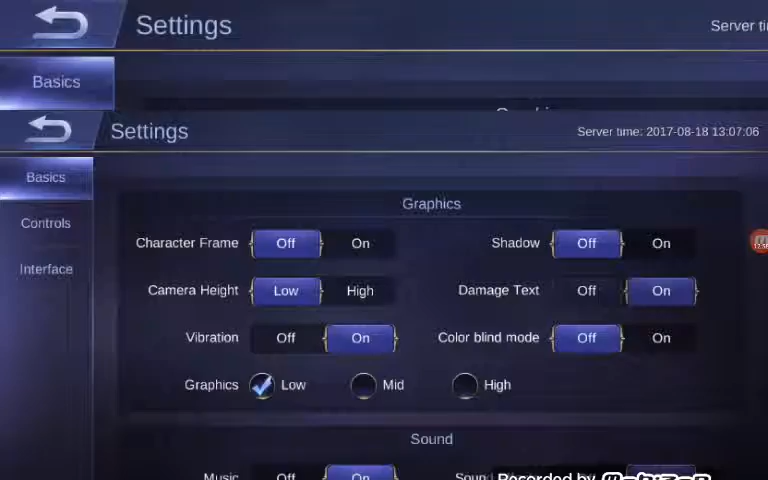 Settings
Server ti
Basics
Settings
Server time: 2017-08-18 13:07:06
Basics
Graphics
Controls
Character Frame Off On
Shadow Off On
Interface
Camera Height Low High
Damage Text Off On
Vibration Off On
Color blind mode Off On
Graphics Low Mid High
Sound
Music Off On
Sound
Recorded by